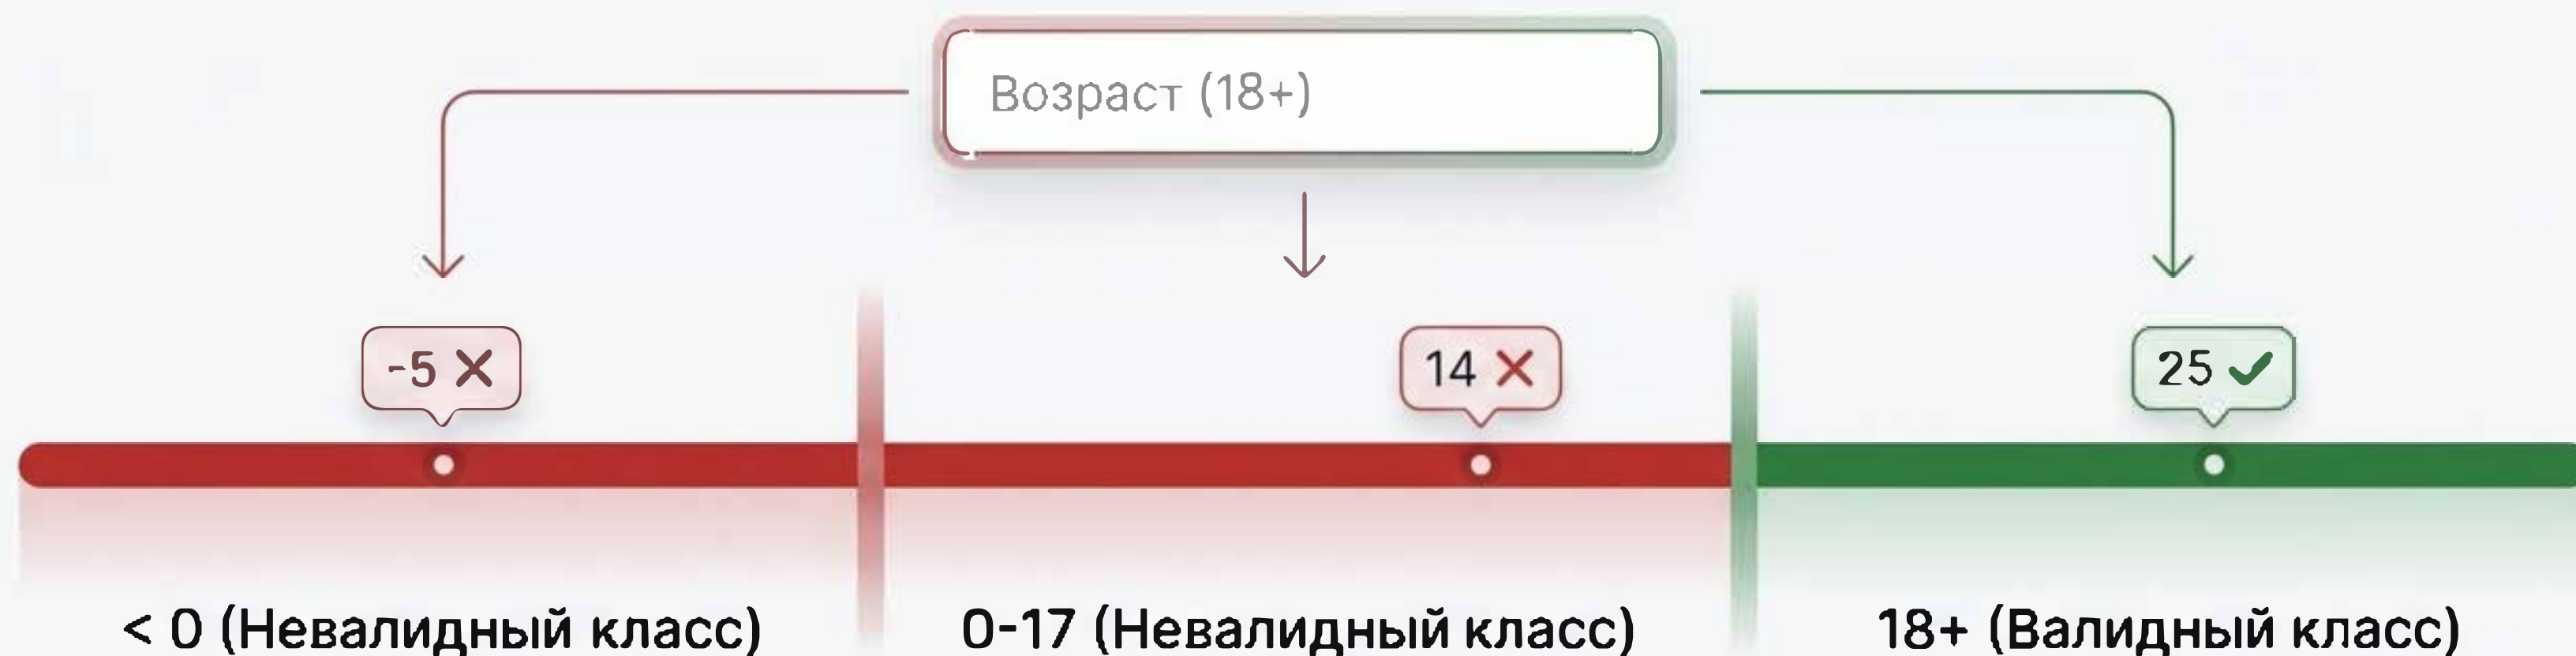 Возраст (18+)
-5 ✕
14 ✕
25 ✓
< 0 (Невалидный класс)
0-17 (Невалидный класс)
18+ (Валидный класс)